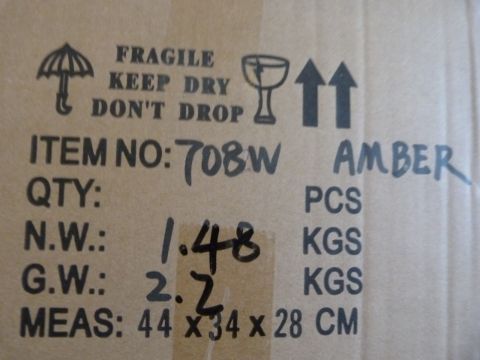 FRAGILE
KEEP DRY
DON'T DROP
ITEM NO: 708W AMBER
QTY: PCS
N.W.: 1.48 KGS
G.W.: 2.2 KGS
MEAS: 44 x 34 x 28 CM